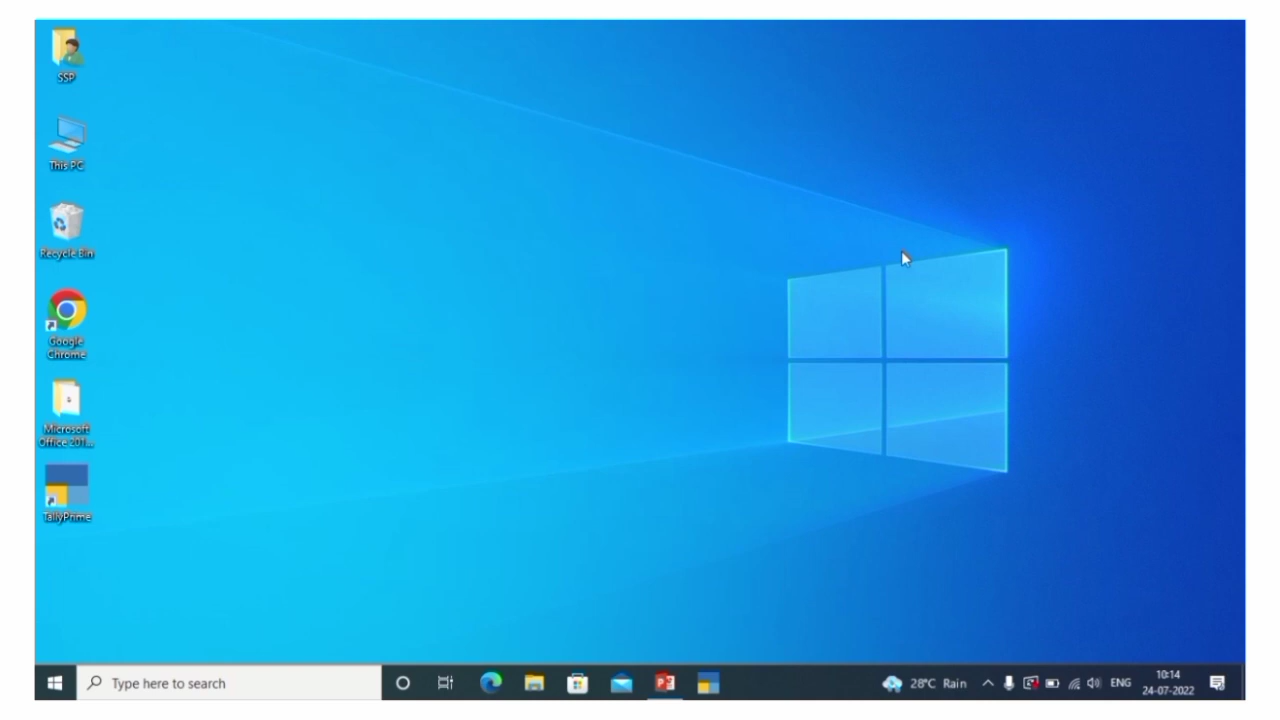 SSP
This PC
Recycle Bin
Google
Chrome
Microsoft
Office 201...
TallyPrime
Type here to search
28°C Rain
ENG
10:14
24-07-2022